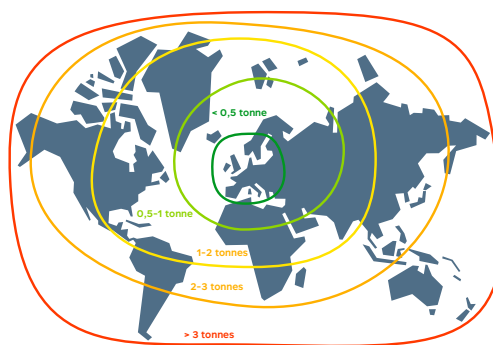 < 0,5 tonne
0,5-1 tonne
1-2 tonnes
2-3 tonnes
> 3 tonnes